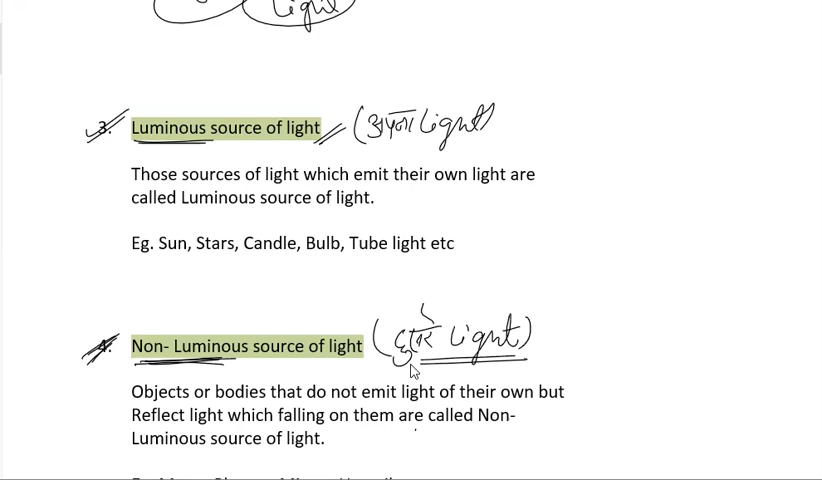 Light
3. Luminous source of light (अपना Light)
Those sources of light which emit their own light are
called Luminous source of light.
Eg. Sun, Stars, Candle, Bulb, Tube light etc
4. Non- Luminous source of light ( Light)
Objects or bodies that do not emit light of their own but
Reflect light which falling on them are called Non-
Luminous source of light.